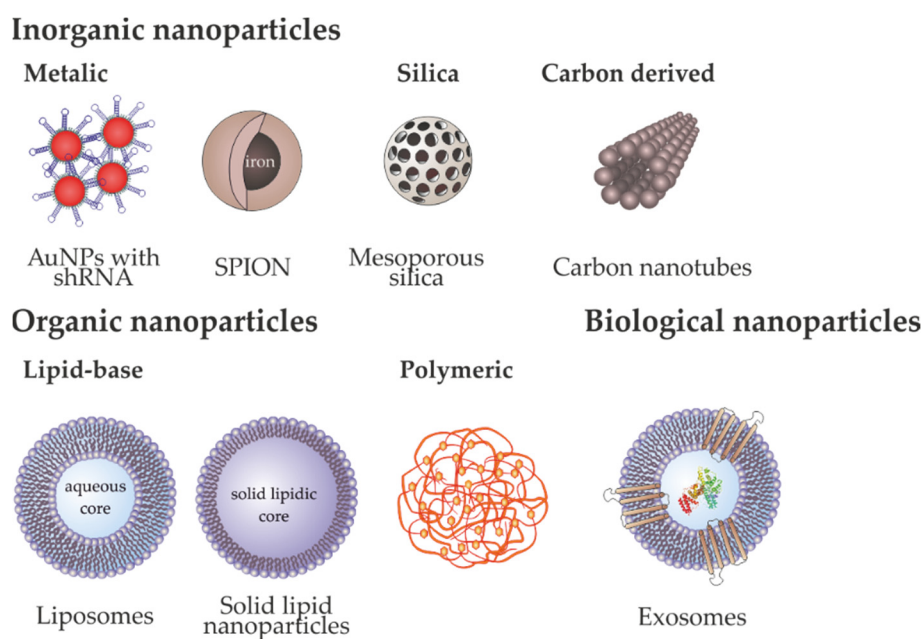 Inorganic nanoparticles
Metalic
Silica
Carbon derived
iron
AuNPs with
shRNA
SPION
Mesoporous
silica
Carbon nanotubes
Organic nanoparticles
Biological nanoparticles
Lipid-base
Polymeric
aqueous
core
solid lipidic
core
Liposomes
Solid lipid
nanoparticles
Exosomes